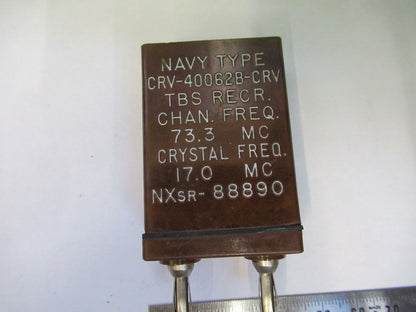 NAVY TYPE
CRV-40062B-CRV
TBS RECR.
CHAN. FREQ.
73.3 MC
CRYSTAL FREQ.
17.0 MC
NXSR-88890